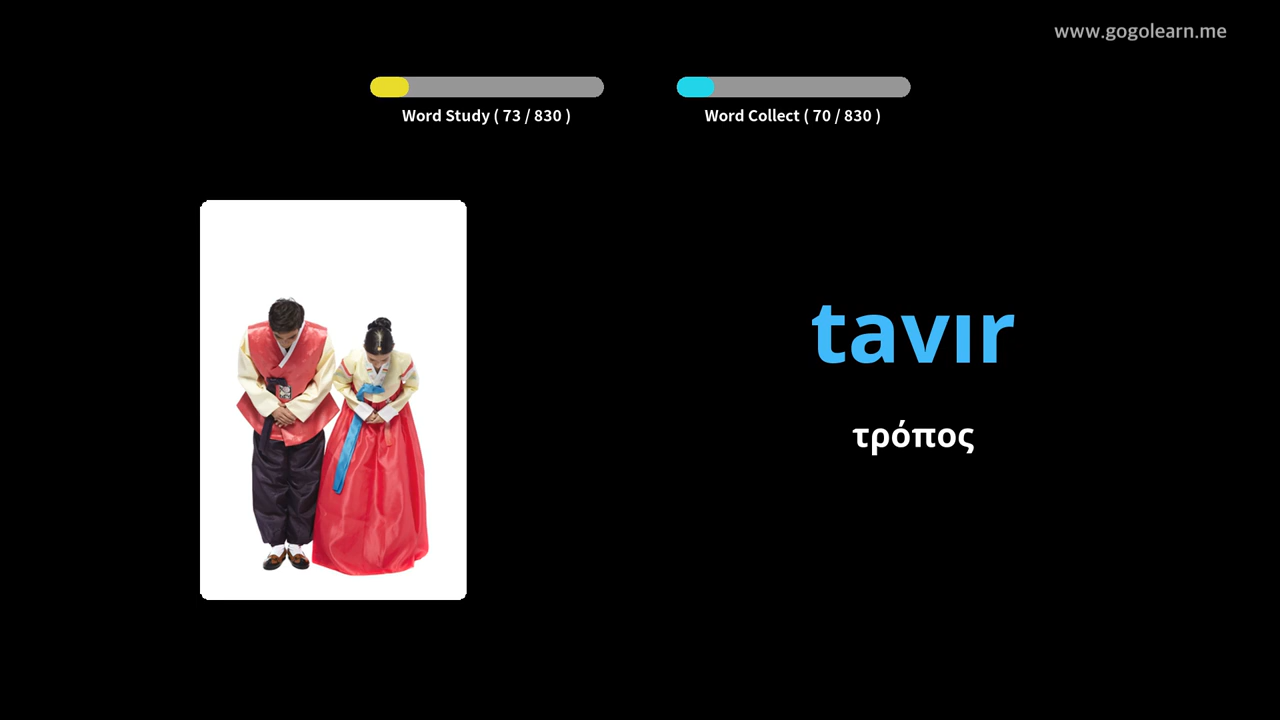 www.gogolearn.me
Word Study ( 73 / 830 )
Word Collect ( 70 / 830 )
tavır
τρόπος